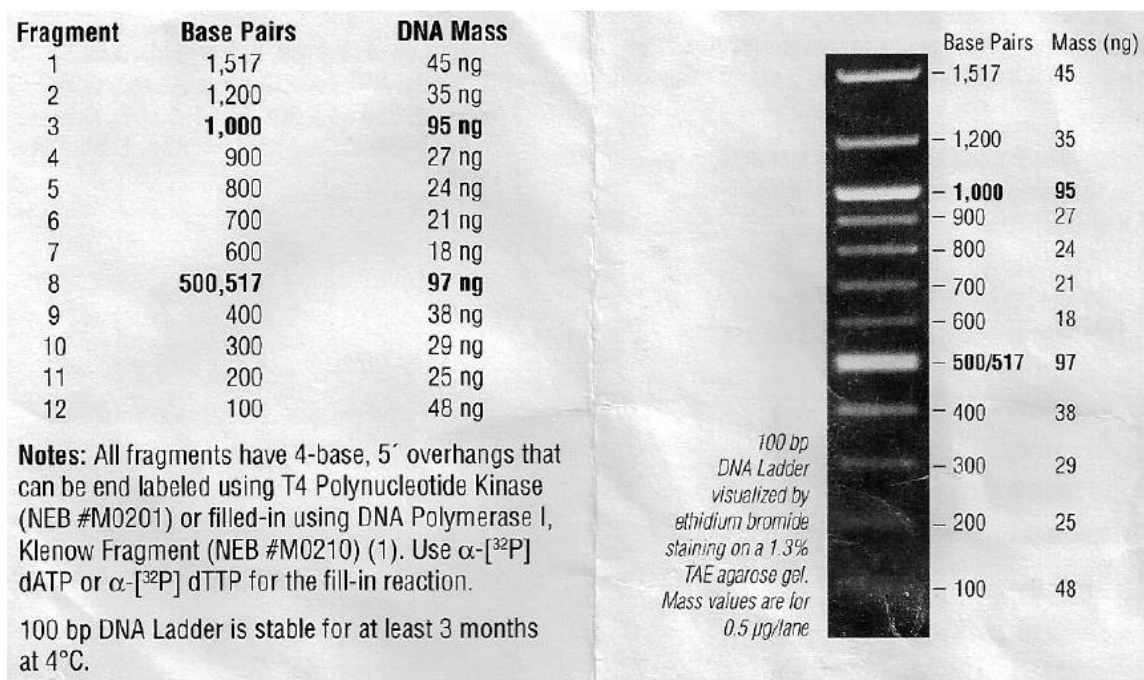 Fragment Base Pairs DNA Mass
1 1,517 45 ng
2 1,200 35 ng
3 1,000 95 ng
4 900 27 ng
5 800 24 ng
6 700 21 ng
7 600 18 ng
8 500,517 97 ng
9 400 38 ng
10 300 29 ng
11 200 25 ng
12 100 48 ng
Notes: All fragments have 4-base, 5´ overhangs that
can be end labeled using T4 Polynucleotide Kinase
(NEB #M0201) or filled-in using DNA Polymerase I,
Klenow Fragment (NEB #M0210) (1). Use α-[³²P]
dATP or α-[³²P] dTTP for the fill-in reaction.
100 bp DNA Ladder is stable for at least 3 months
at 4°C.
Base Pairs Mass (ng)
– 1,517 45
– 1,200 35
– 1,000 95
– 900 27
– 800 24
– 700 21
– 600 18
– 500/517 97
– 400 38
– 300 29
– 200 25
– 100 48
100 bp
DNA Ladder
visualized by
ethidium bromide
staining on a 1.3%
TAE agarose gel.
Mass values are for
0.5 µg/lane